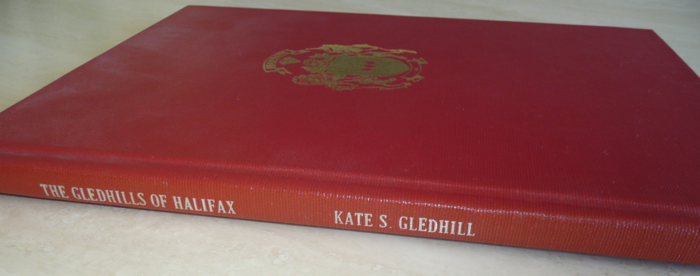 THE GLEDHILLS OF HALIFAX
KATE S. GLEDHILL